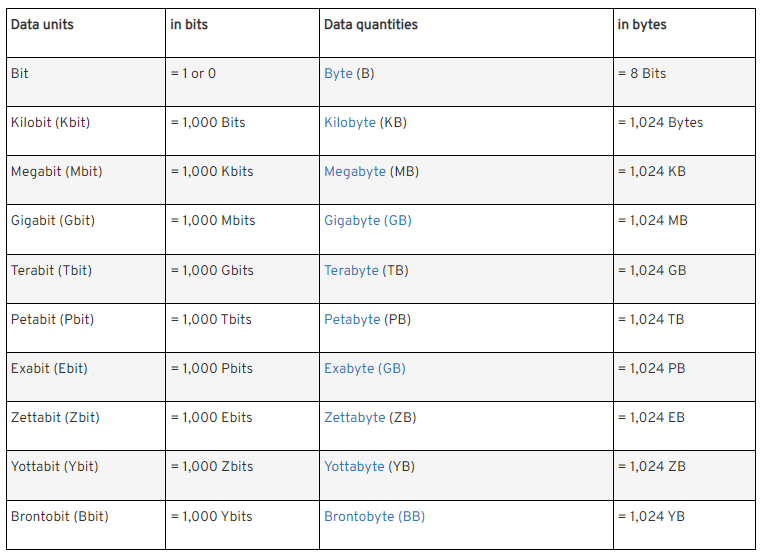 Data units in bits Data quantities in bytes
Bit = 1 or 0 Byte (B) = 8 Bits
Kilobit (Kbit) = 1,000 Bits Kilobyte (KB) = 1,024 Bytes
Megabit (Mbit) = 1,000 Kbits Megabyte (MB) = 1,024 KB
Gigabit (Gbit) = 1,000 Mbits Gigabyte (GB) = 1,024 MB
Terabit (Tbit) = 1,000 Gbits Terabyte (TB) = 1,024 GB
Petabit (Pbit) = 1,000 Tbits Petabyte (PB) = 1,024 TB
Exabit (Ebit) = 1,000 Pbits Exabyte (GB) = 1,024 PB
Zettabit (Zbit) = 1,000 Ebits Zettabyte (ZB) = 1,024 EB
Yottabit (Ybit) = 1,000 Zbits Yottabyte (YB) = 1,024 ZB
Brontobit (Bbit) = 1,000 Ybits Brontobyte (BB) = 1,024 YB